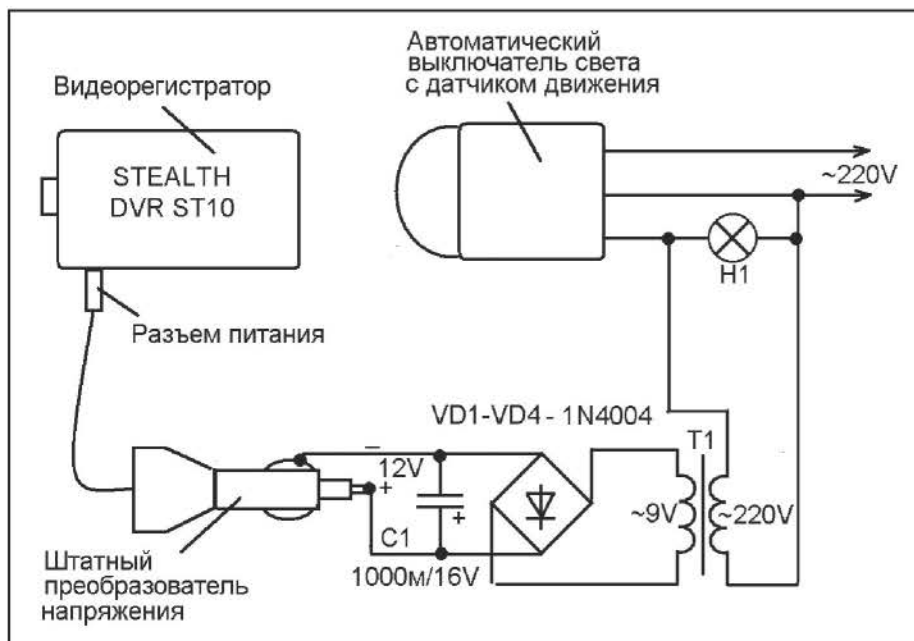 Автоматический
выключатель света
с датчиком движения
Видеорегистратор
STEALTH
DVR ST10
~220V
H1
Разъем питания
VD1-VD4 - 1N4004
T1
–
12V
+
+
~9V
~220V
C1
1000м/16V
Штатный
преобразователь
напряжения